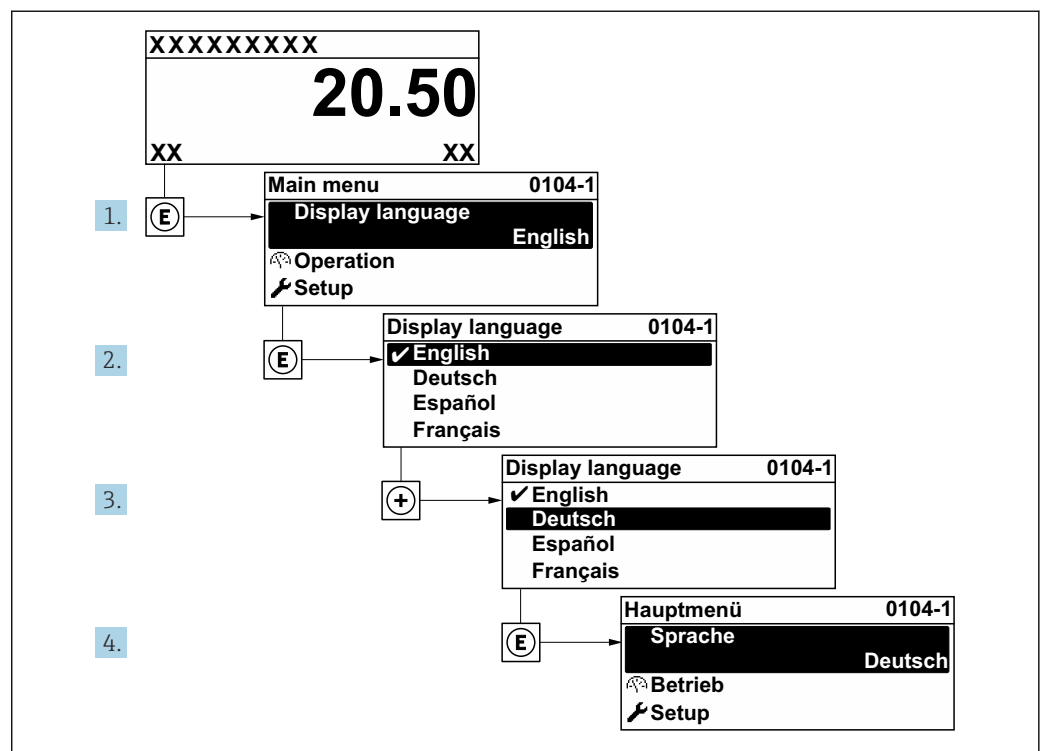 XXXXXXXXX
20.50
XX XX
1. E
Main menu 0104-1
Display language
English
Operation
Setup
2. E
Display language 0104-1
✔English
Deutsch
Español
Français
3. +
Display language 0104-1
✔English
Deutsch
Español
Français
4. E
Hauptmenü 0104-1
Sprache
Deutsch
Betrieb
Setup